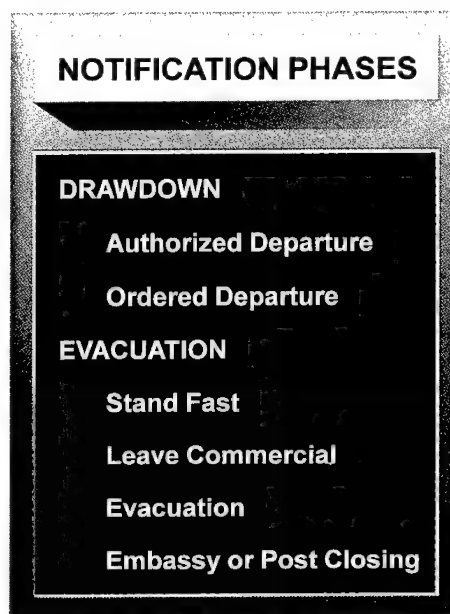 NOTIFICATION PHASES
DRAWDOWN
Authorized Departure
Ordered Departure
EVACUATION
Stand Fast
Leave Commercial
Evacuation
Embassy or Post Closing